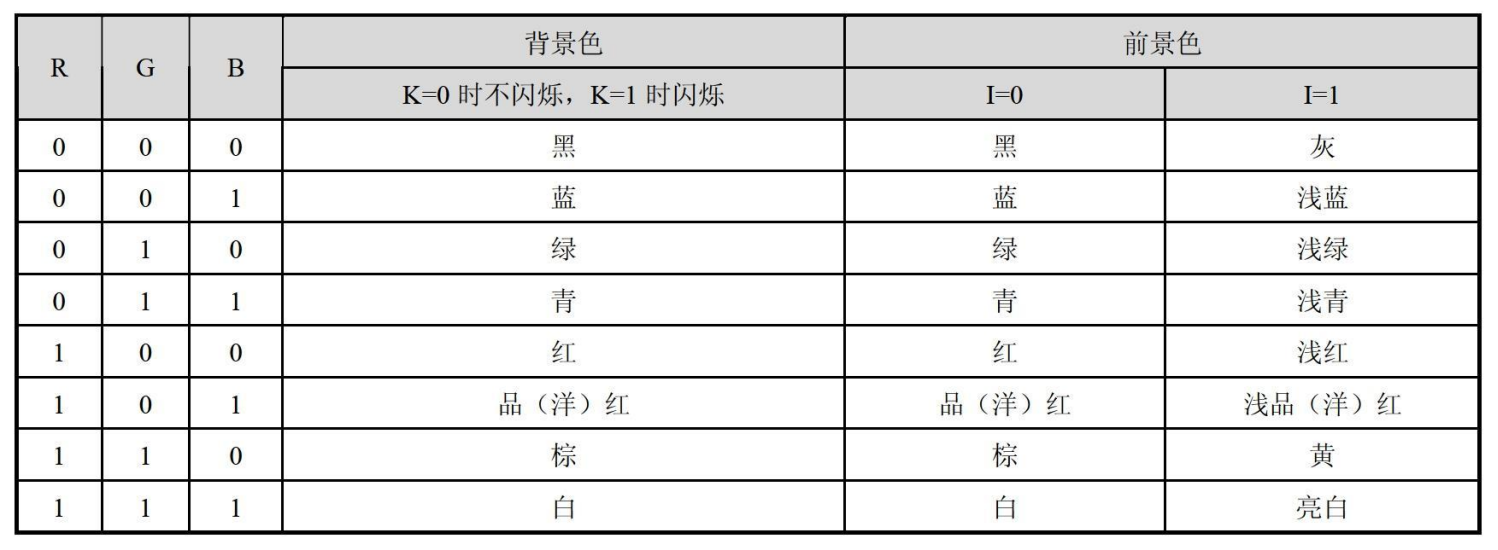 R G B 背景色 前景色
K=0 时不闪烁，K=1 时闪烁 I=0 I=1
0 0 0 黑 黑 灰
0 0 1 蓝 蓝 浅蓝
0 1 0 绿 绿 浅绿
0 1 1 青 青 浅青
1 0 0 红 红 浅红
1 0 1 品（洋）红 品（洋）红 浅品（洋）红
1 1 0 棕 棕 黄
1 1 1 白 白 亮白